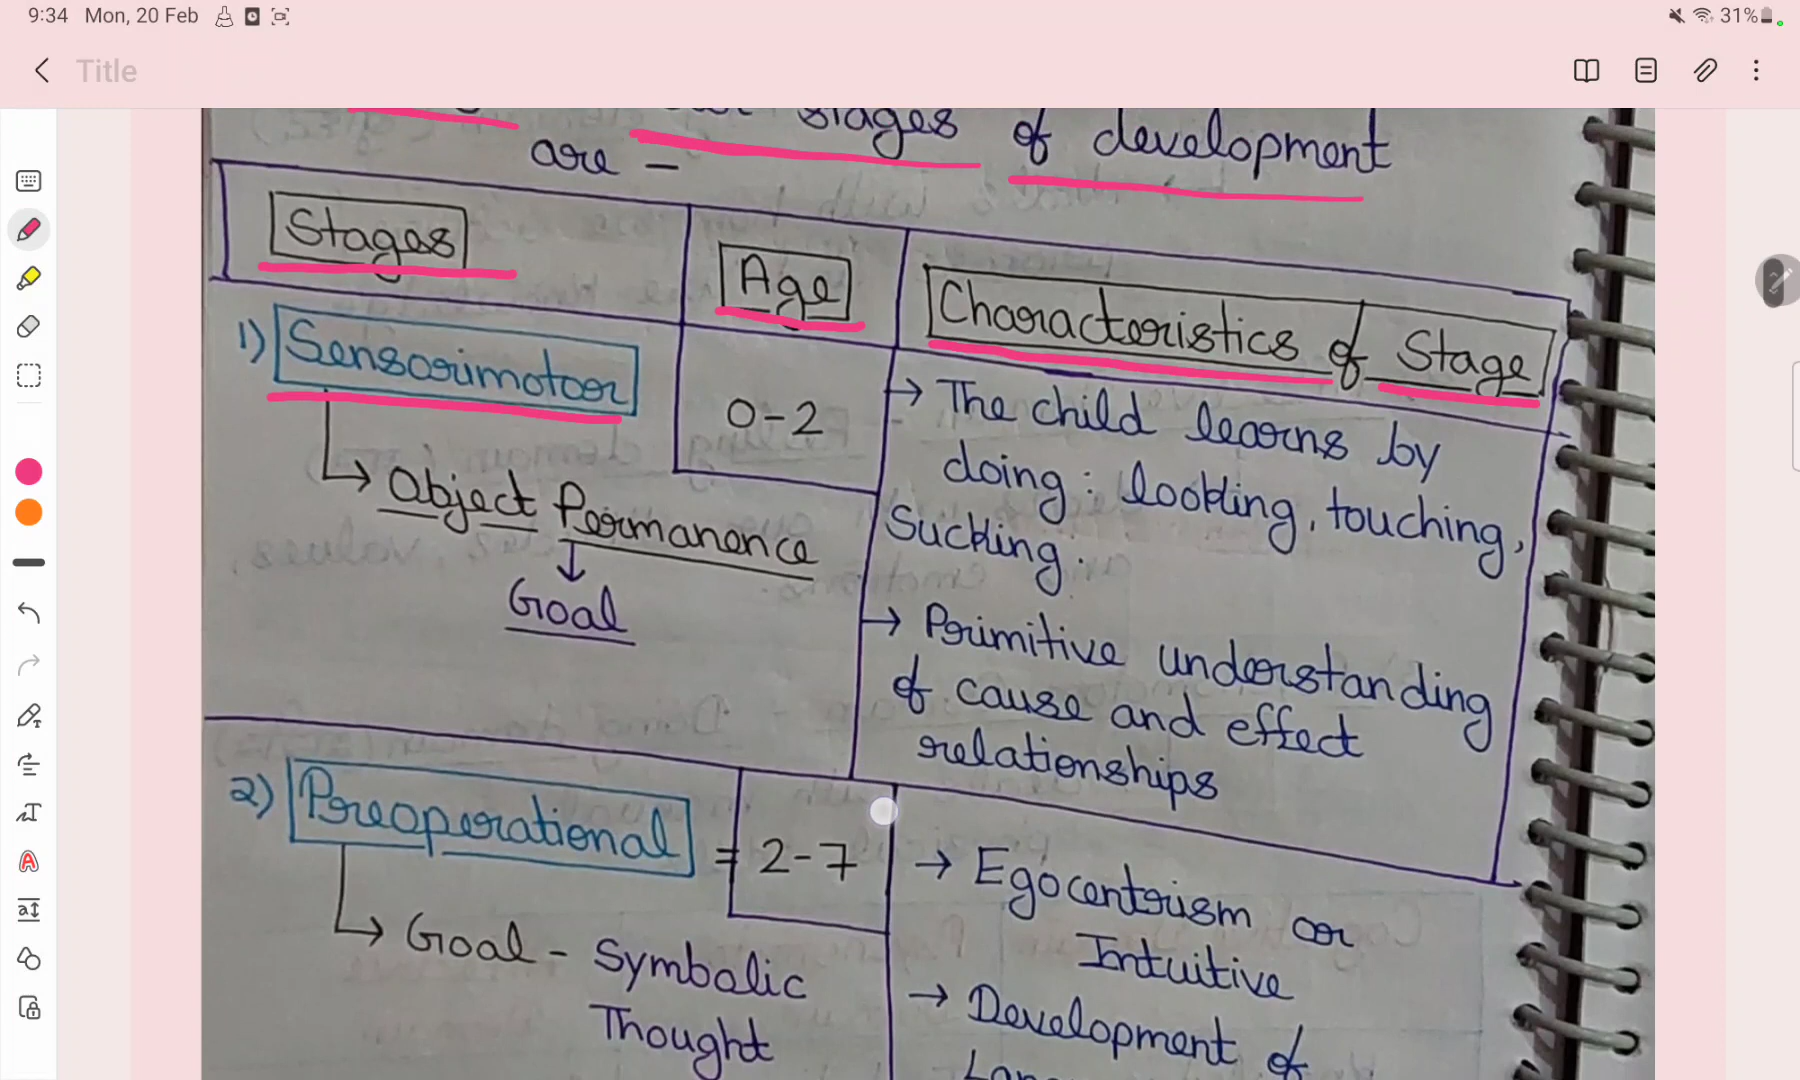 9:34 Mon, 20 Feb
31%
Title
stages of development
are -
Stages
Age
Characteristics of Stage
1) Sensorimotor
0-2
→ The child learns by
doing : looking, touching,
Sucking.
→ Object Permanence
Goal
→ Primitive understanding
of cause and effect
relationships
2) Preoperational
= 2-7
→ Egocentrism or
Intuitive
→ Goal - Symbolic
Thought
→ Development of